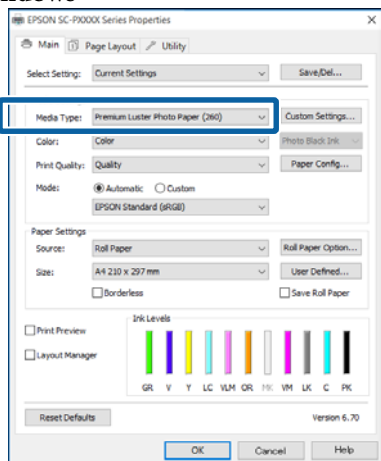 EPSON SC-PXXXX Series Properties
Main Page Layout Utility
Select Setting: Current Settings Save/Del...
Media Type: Premium Luster Photo Paper (260) Custom Settings...
Color: Color Photo Black Ink
Print Quality: Quality Paper Config...
Mode: Automatic Custom
EPSON Standard (sRGB)
Paper Settings
Source: Roll Paper Roll Paper Option...
Size: A4 210 x 297 mm User Defined...
Borderless Save Roll Paper
Ink Levels
Print Preview
Layout Manager
GR V Y LC VLM OR MK VM LK C PK
Reset Defaults Version 6.70
OK Cancel Help